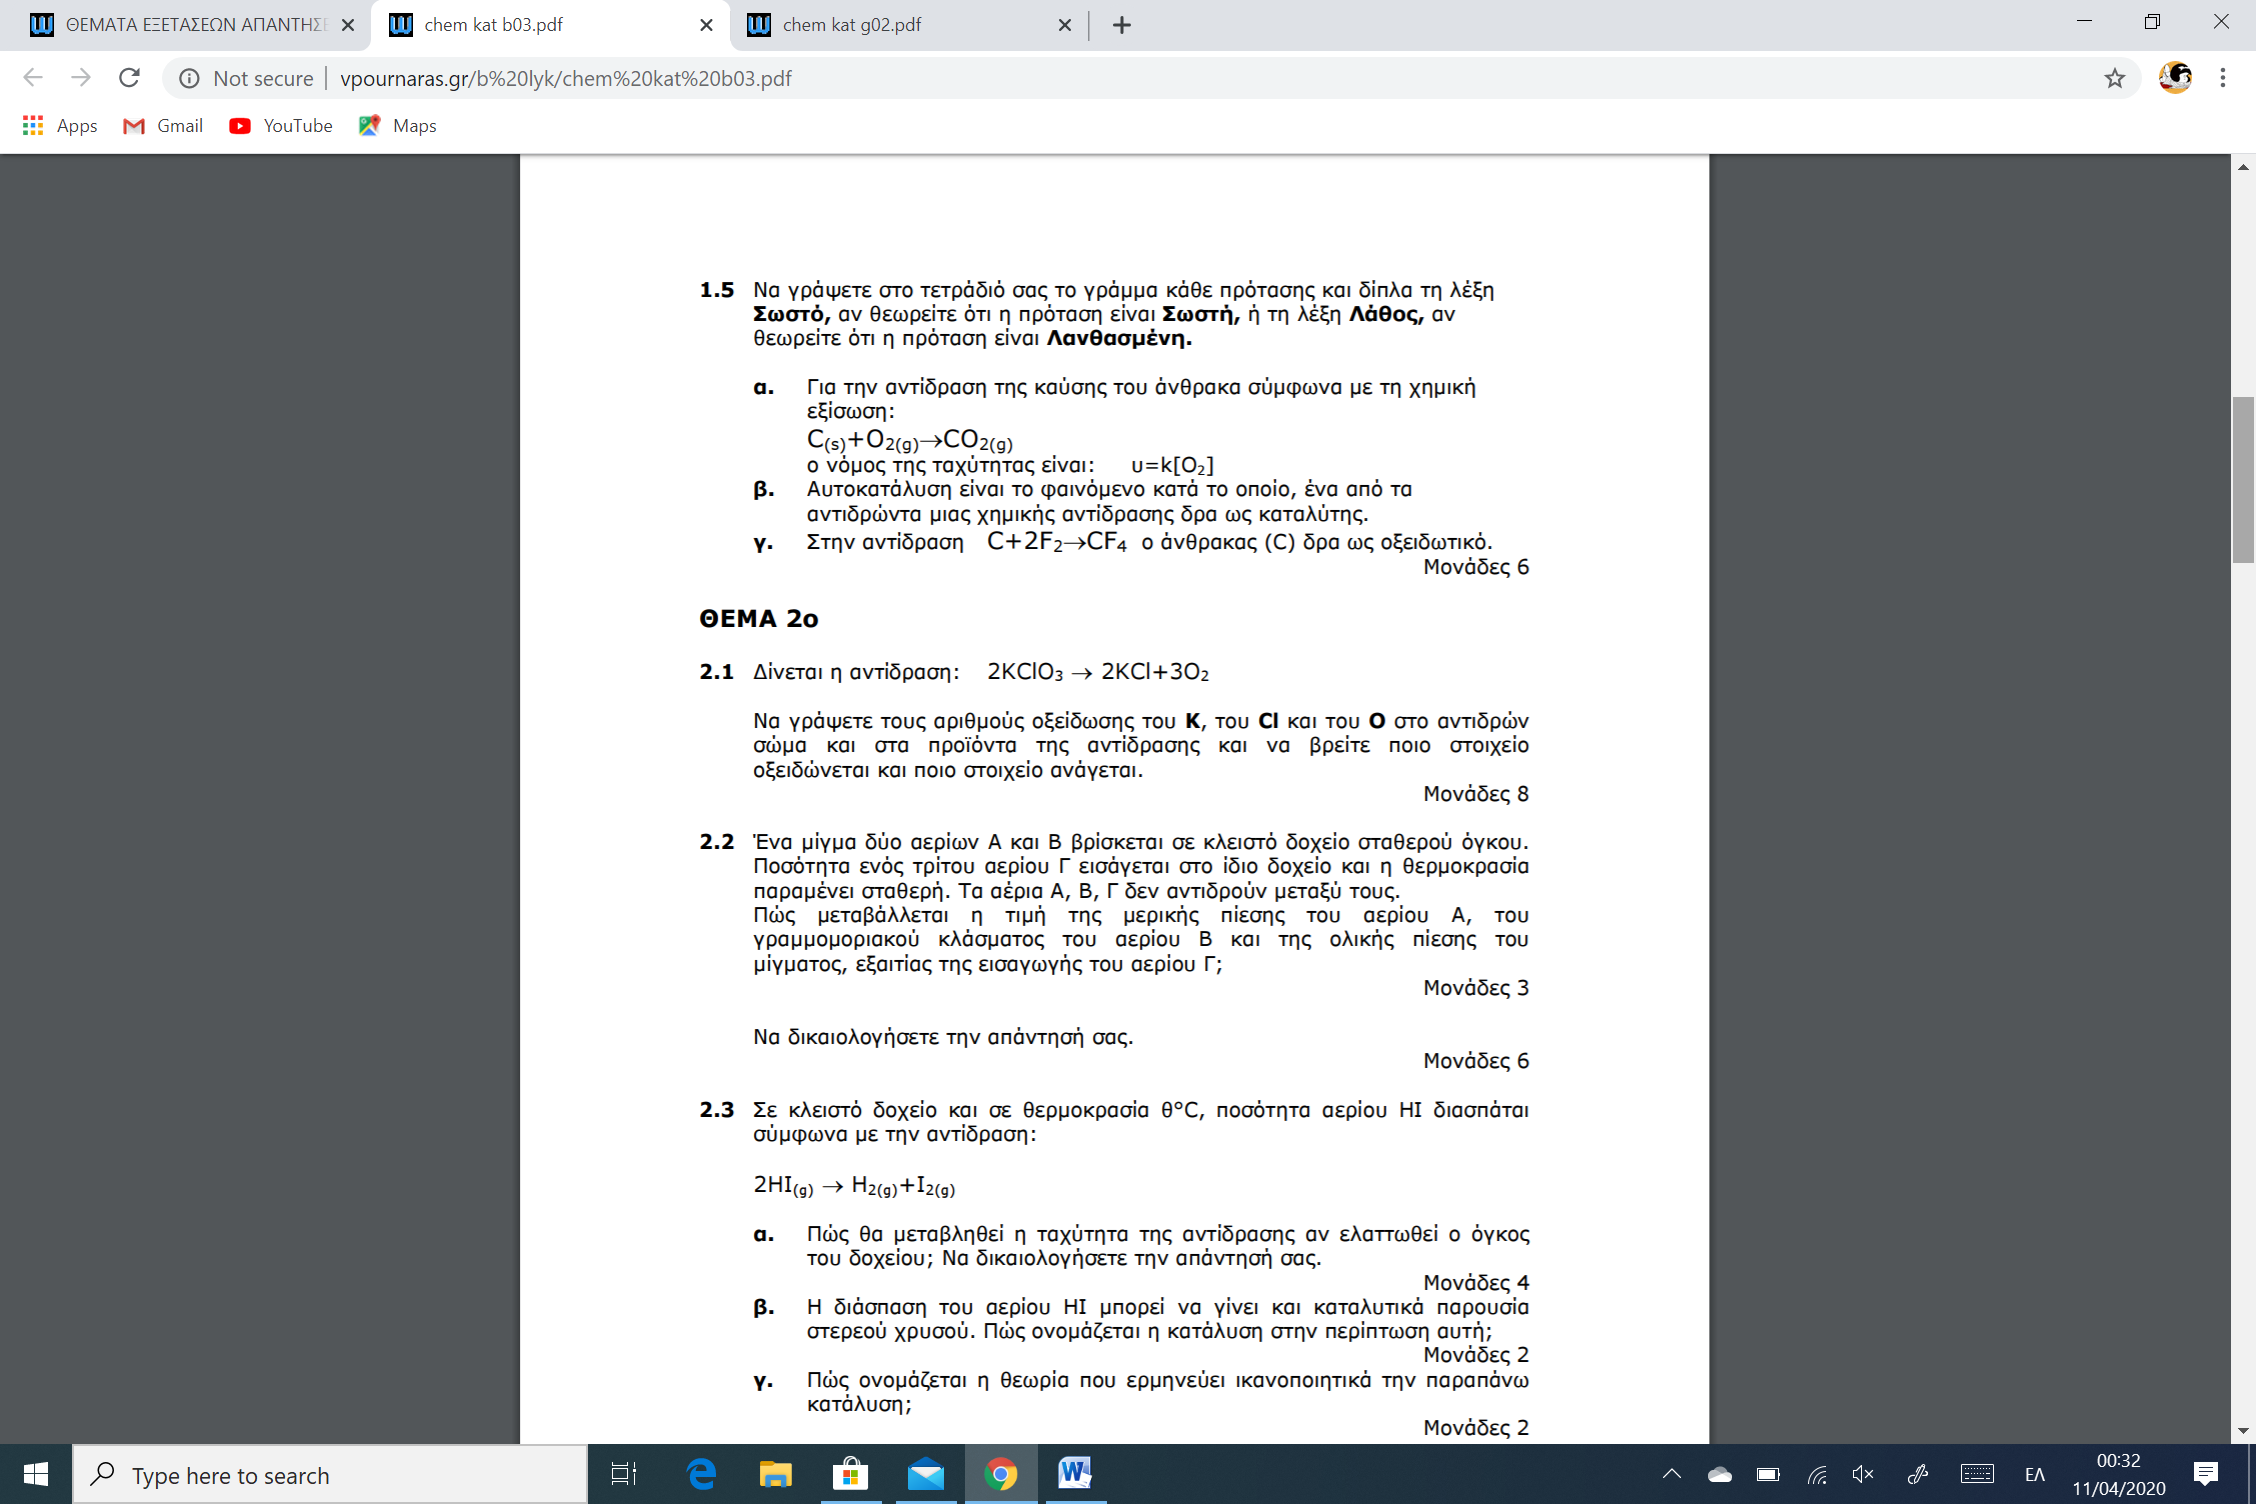 ΘΕΜΑΤΑ ΕΞΕΤΑΣΕΩΝ ΑΠΑΝΤΗΣΕ
chem kat b03.pdf
chem kat g02.pdf
Not secure
vpournaras.gr/b%20lyk/chem%20kat%20b03.pdf
Apps
Gmail
YouTube
Maps
1.5 Να γράψετε στο τετράδιό σας το γράμμα κάθε πρότασης και δίπλα τη λέξη
Σωστό, αν θεωρείτε ότι η πρόταση είναι Σωστή, ή τη λέξη Λάθος, αν
θεωρείτε ότι η πρόταση είναι Λανθασμένη.
α. Για την αντίδραση της καύσης του άνθρακα σύμφωνα με τη χημική
εξίσωση:
C(s)+O2(g)→CO2(g)
ο νόμος της ταχύτητας είναι: υ=k[O2]
β. Αυτοκατάλυση είναι το φαινόμενο κατά το οποίο, ένα από τα
αντιδρώντα μιας χημικής αντίδρασης δρα ως καταλύτης.
γ. Στην αντίδραση C+2F2→CF4 ο άνθρακας (C) δρα ως οξειδωτικό.
Μονάδες 6
ΘΕΜΑ 2ο
2.1 Δίνεται η αντίδραση: 2KClO3 → 2KCl+3O2
Να γράψετε τους αριθμούς οξείδωσης του K, του Cl και του O στο αντιδρών
σώμα και στα προϊόντα της αντίδρασης και να βρείτε ποιο στοιχείο
οξειδώνεται και ποιο στοιχείο ανάγεται.
Μονάδες 8
2.2 Ένα μίγμα δύο αερίων Α και Β βρίσκεται σε κλειστό δοχείο σταθερού όγκου.
Ποσότητα ενός τρίτου αερίου Γ εισάγεται στο ίδιο δοχείο και η θερμοκρασία
παραμένει σταθερή. Τα αέρια Α, Β, Γ δεν αντιδρούν μεταξύ τους.
Πώς μεταβάλλεται η τιμή της μερικής πίεσης του αερίου Α, του
γραμμομοριακού κλάσματος του αερίου Β και της ολικής πίεσης του
μίγματος, εξαιτίας της εισαγωγής του αερίου Γ;
Μονάδες 3
Να δικαιολογήσετε την απάντησή σας.
Μονάδες 6
2.3 Σε κλειστό δοχείο και σε θερμοκρασία θ°C, ποσότητα αερίου HI διασπάται
σύμφωνα με την αντίδραση:
2HI(g) → H2(g)+I2(g)
α. Πώς θα μεταβληθεί η ταχύτητα της αντίδρασης αν ελαττωθεί ο όγκος
του δοχείου; Να δικαιολογήσετε την απάντησή σας.
Μονάδες 4
β. Η διάσπαση του αερίου HI μπορεί να γίνει και καταλυτικά παρουσία
στερεού χρυσού. Πώς ονομάζεται η κατάλυση στην περίπτωση αυτή;
Μονάδες 2
γ. Πώς ονομάζεται η θεωρία που ερμηνεύει ικανοποιητικά την παραπάνω
κατάλυση;
Μονάδες 2
Type here to search
ΕΛ
00:32
11/04/2020